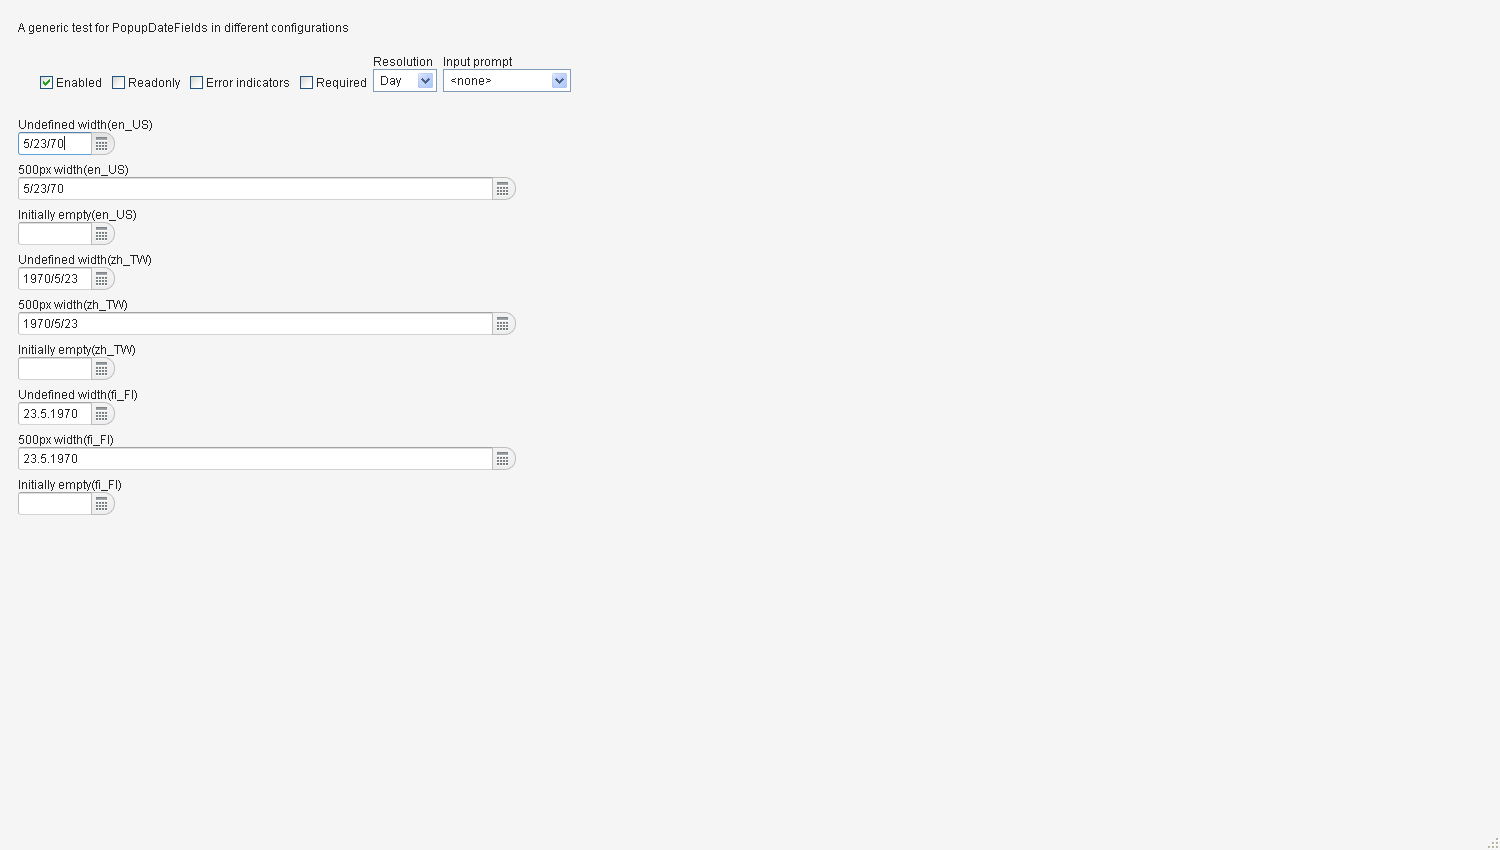 A generic test for PopupDateFields in different configurations
Resolution Input prompt
Enabled Readonly Error indicators Required Day <none>
Undefined width(en_US)
5/23/70
500px width(en_US)
5/23/70
Initially empty(en_US)
Undefined width(zh_TW)
1970/5/23
500px width(zh_TW)
1970/5/23
Initially empty(zh_TW)
Undefined width(fi_FI)
23.5.1970
500px width(fi_FI)
23.5.1970
Initially empty(fi_FI)